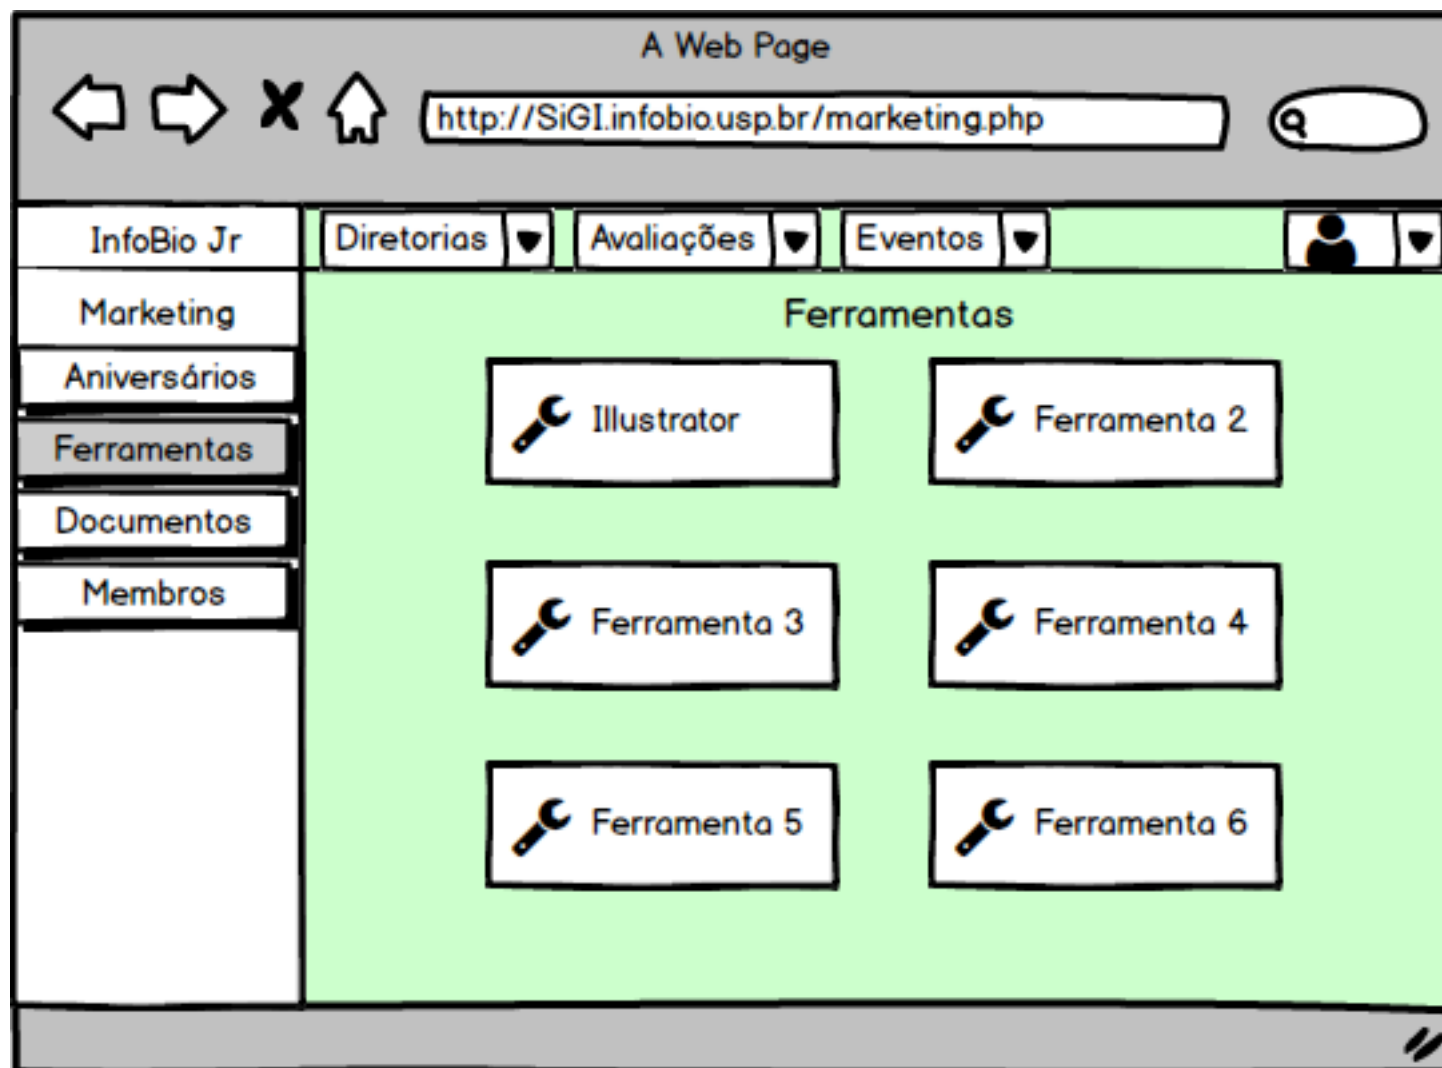 A Web Page
http://SiGI.infobio.usp.br/marketing.php
InfoBio Jr
Diretorias
Avaliações
Eventos
Marketing
Aniversários
Ferramentas
Documentos
Membros
Ferramentas
Illustrator
Ferramenta 2
Ferramenta 3
Ferramenta 4
Ferramenta 5
Ferramenta 6